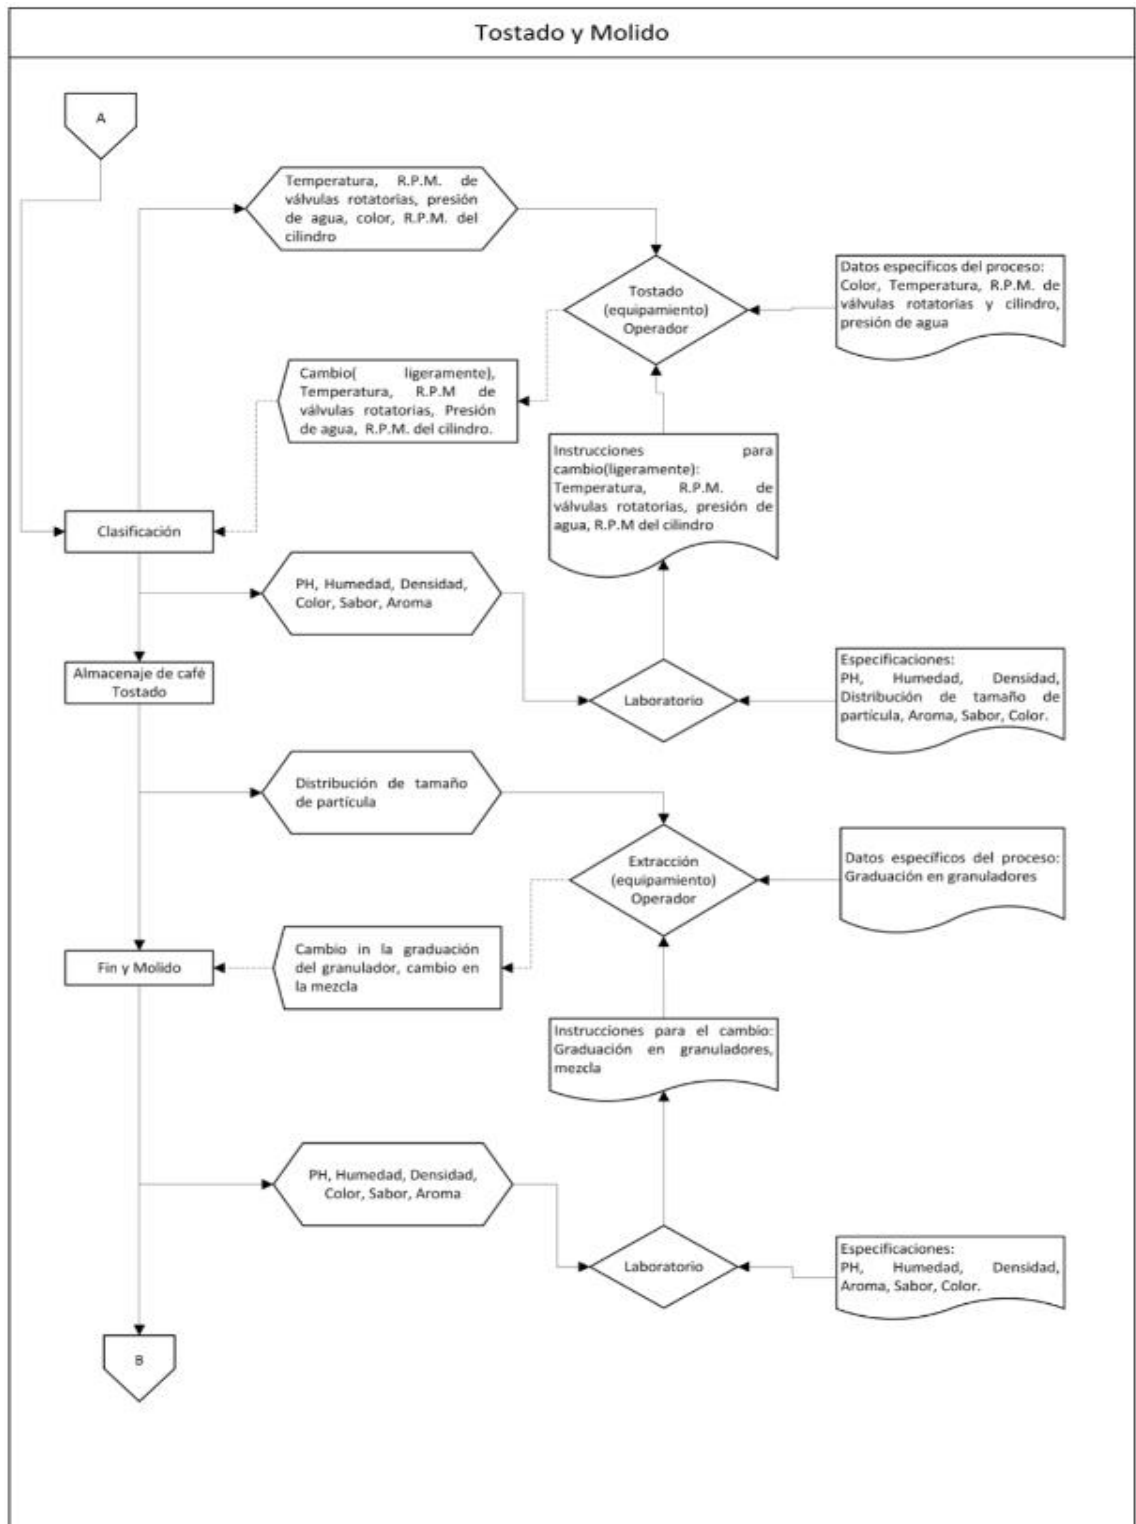 Tostado y Molido
A
Temperatura, R.P.M. de
válvulas rotatorias, presión
de agua, color, R.P.M. del
cilindro
Tostado
(equipamiento)
Operador
Datos específicos del proceso:
Color, Temperatura, R.P.M. de
válvulas rotatorias y cilindro,
presión de agua
Cambio( ligeramente),
Temperatura, R.P.M de
válvulas rotatorias, Presión
de agua, R.P.M. del cilindro.
Instrucciones para
cambio(ligeramente):
Temperatura, R.P.M. de
válvulas rotatorias, presión de
agua, R.P.M del cilindro
Clasificación
PH, Humedad, Densidad,
Color, Sabor, Aroma
Almacenaje de café
Tostado
Laboratorio
Especificaciones:
PH, Humedad, Densidad,
Distribución de tamaño de
partícula, Aroma, Sabor, Color.
Distribución de tamaño
de partícula
Extracción
(equipamiento)
Operador
Datos específicos del proceso:
Graduación en granuladores
Fin y Molido
Cambio in la graduación
del granulador, cambio en
la mezcla
Instrucciones para el cambio:
Graduación en granuladores,
mezcla
PH, Humedad, Densidad,
Color, Sabor, Aroma
Laboratorio
Especificaciones:
PH, Humedad, Densidad,
Aroma, Sabor, Color.
B